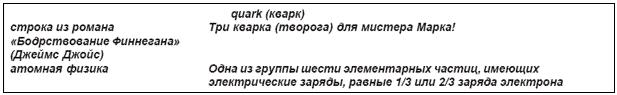 quark (кварк)
строка из романа Три кварка (творога) для мистера Марка!
«Бодрствование Финнегана»
(Джеймс Джойс)
атомная физика Одна из группы шести элементарных частиц, имеющих
электрические заряды, равные 1/3 или 2/3 заряда электрона